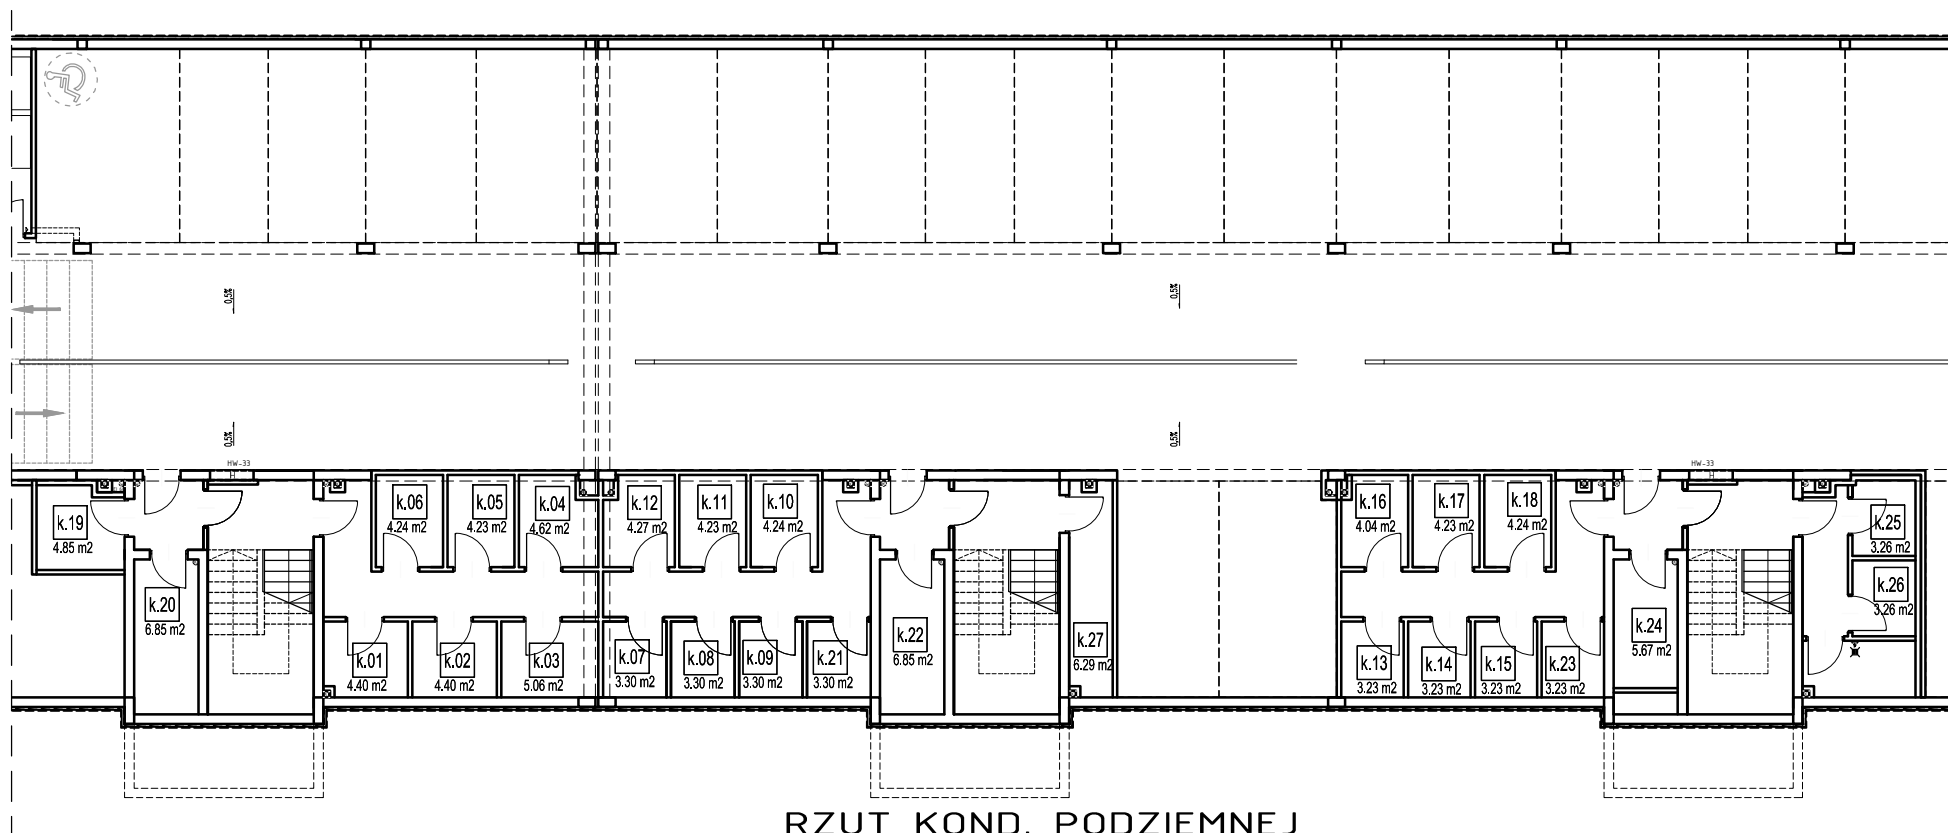 0,5%
0,5%
0,5%
0,5%
HW-33
HW-33
k.19
4.85 m2
k.20
6.85 m2
k.06
4.24 m2
k.05
4.23 m2
k.04
4.62 m2
k.12
4.27 m2
k.11
4.23 m2
k.10
4.24 m2
k.16
4.04 m2
k.17
4.23 m2
k.18
4.24 m2
k.25
3.26 m2
k.26
3.26 m2
k.01
4.40 m2
k.02
4.40 m2
k.03
5.06 m2
k.07
3.30 m2
k.08
3.30 m2
k.09
3.30 m2
k.21
3.30 m2
k.22
6.85 m2
k.27
6.29 m2
k.13
3.23 m2
k.14
3.23 m2
k.15
3.23 m2
k.23
3.23 m2
k.24
5.67 m2
H
H
RZUT KOND. PODZIEMNEJ